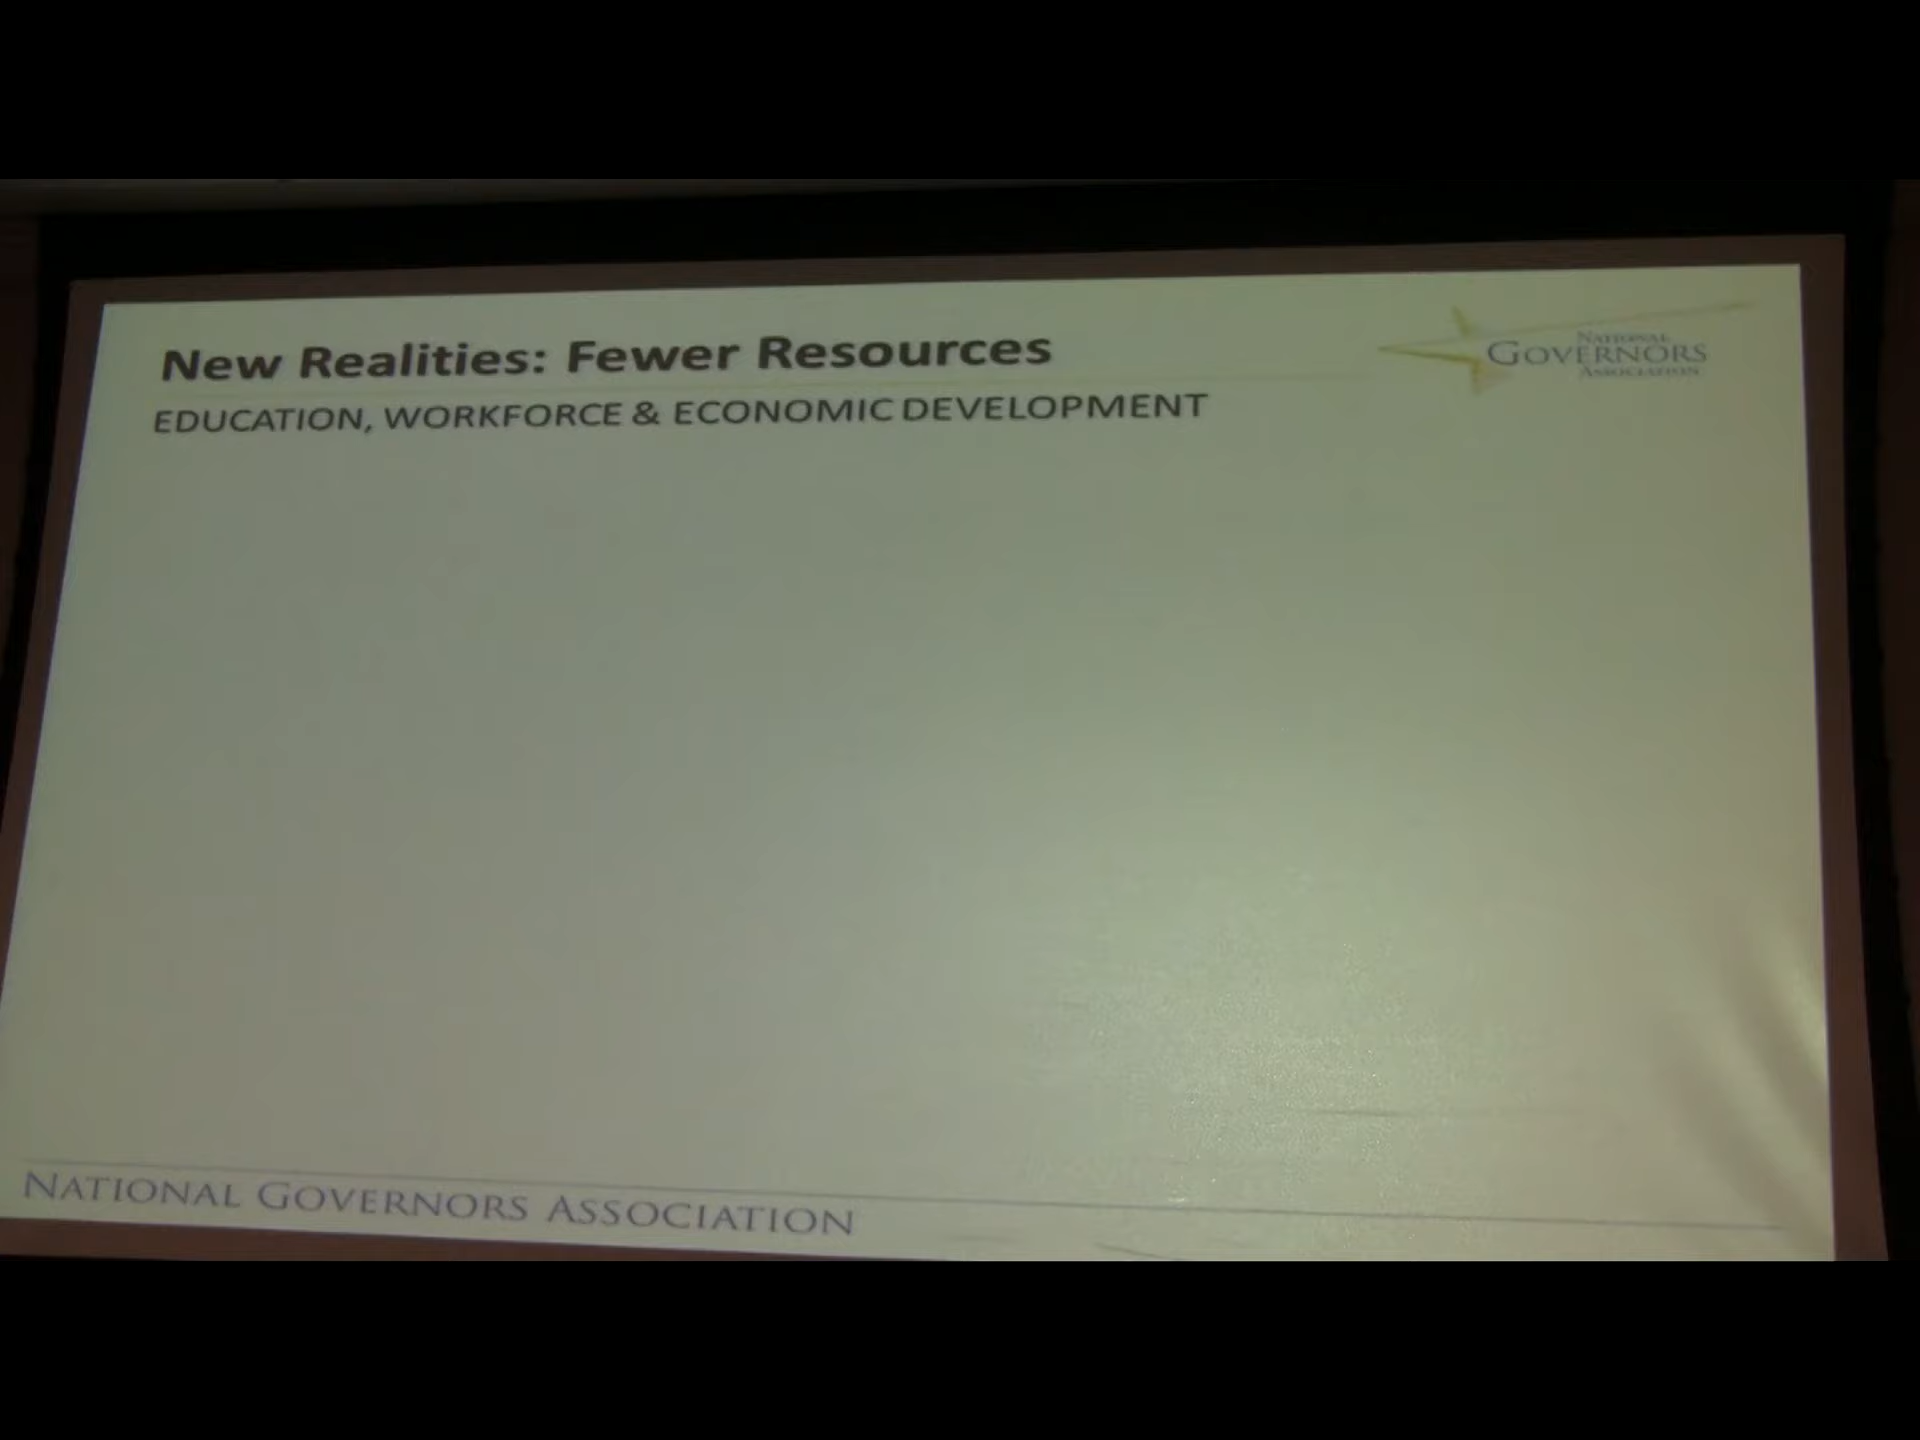 New Realities: Fewer Resources
EDUCATION, WORKFORCE & ECONOMIC DEVELOPMENT
NATIONAL
GOVERNORS
ASSOCIATION
NATIONAL GOVERNORS ASSOCIATION